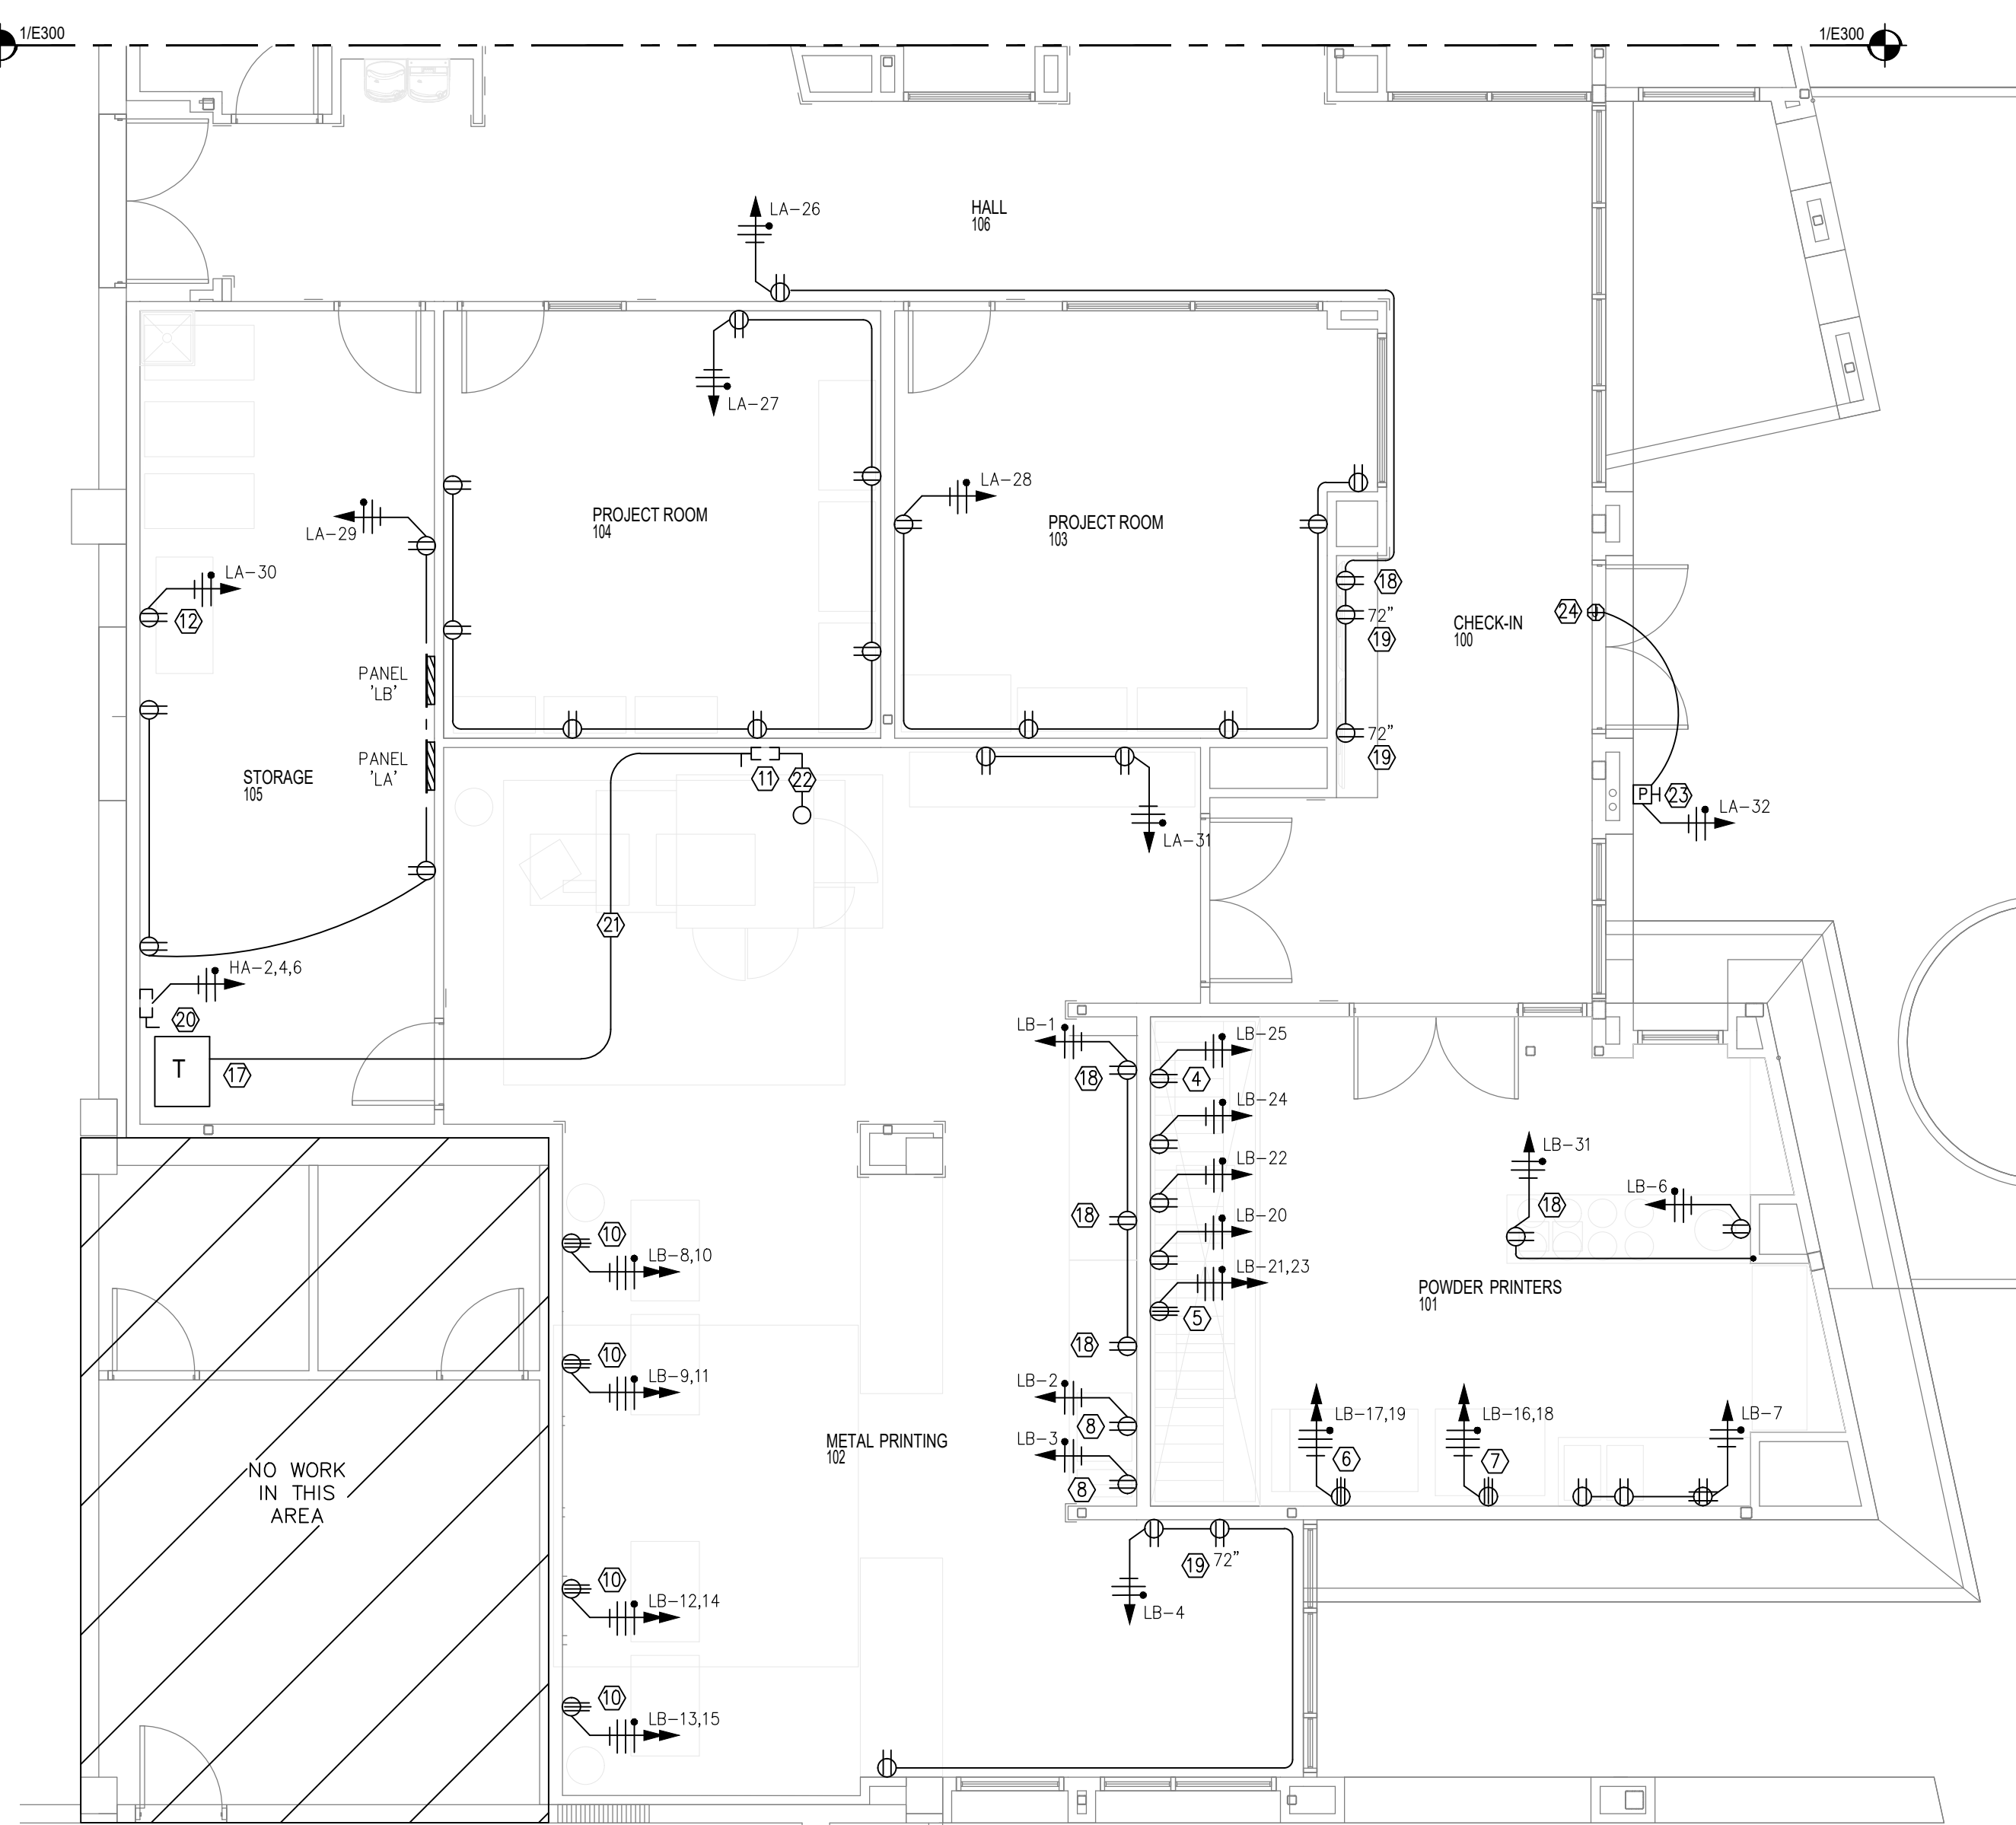 1/E300
1/E300
LA-26
HALL
106
LA-27
LA-28
PROJECT ROOM
104
PROJECT ROOM
103
LA-29
LA-30
12
18
72"
19
24
CHECK-IN
100
PANEL
'LB'
72"
19
PANEL
'LA'
STORAGE
105
11
22
P
H
23
LA-32
LA-31
21
HA-2,4,6
20
T
17
LB-1
18
LB-25
4
LB-24
LB-31
LB-22
LB-6
18
18
LB-20
10
LB-8,10
LB-21,23
POWDER PRINTERS
101
5
18
10
LB-9,11
LB-2
8
LB-17,19
LB-16,18
LB-7
LB-3
METAL PRINTING
102
6
7
8
NO WORK
IN THIS
AREA
19
72"
10
LB-12,14
LB-4
10
LB-13,15